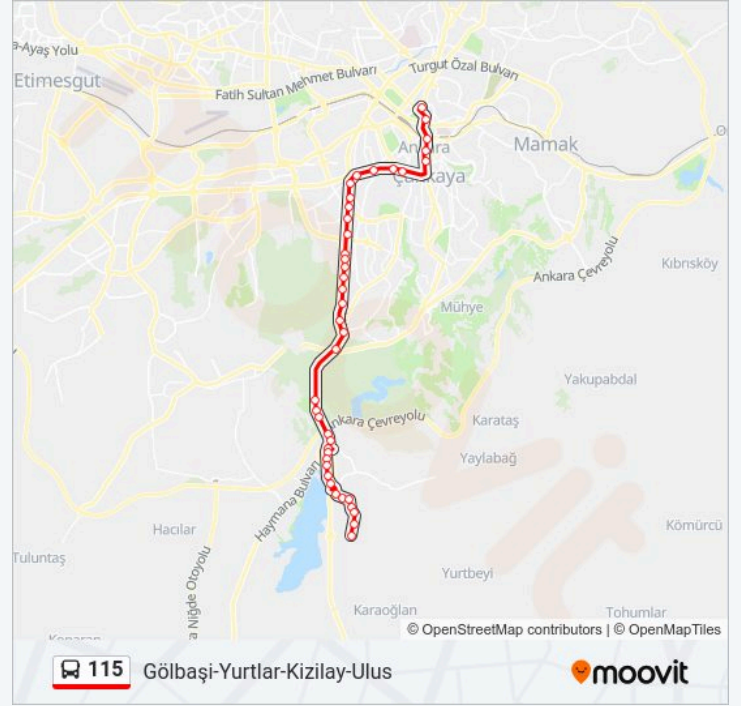 a-Ayaş Yolu
Turgut Özal Bulvarı
Etimesgut
Fatih Sultan Mehmet Bulvarı
Mamak
Çankaya
Kıbrısköy
Ankara Çevreyolu
Mühye
Yakupabdal
Ankara Çevreyolu
Karataş
Yaylabağ
Haymana Bulvarı
Hacılar
Kömürcü
Tuluntaş
Yurtbeyi
a Niğde Otoyolu
Karaoğlan
Tohumlar
© OpenStreetMap contributors | © OpenMapTiles
115 Gölbaşi-Yurtlar-Kizilay-Ulus
moovit